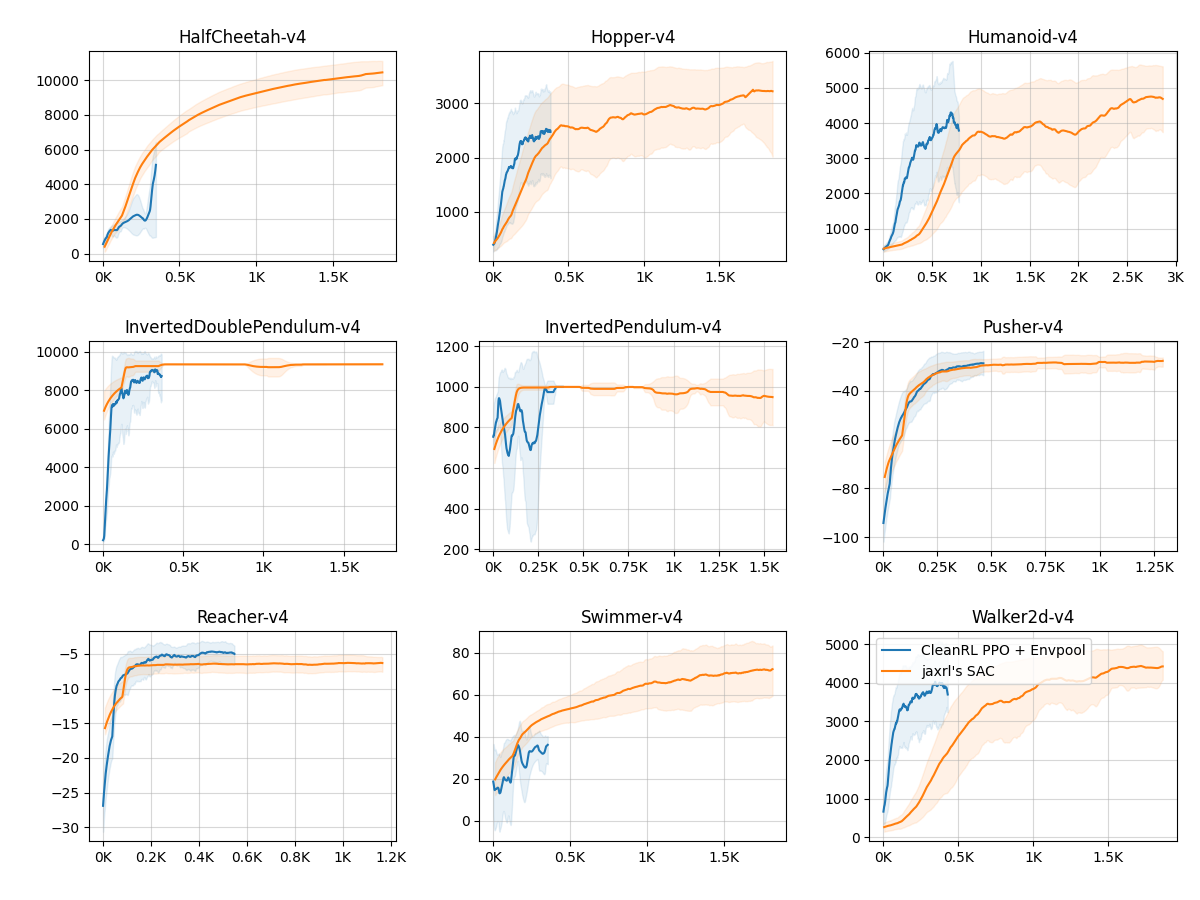 HalfCheetah-v4
10000
8000
6000
4000
2000
0
0K 0.5K 1K 1.5K
Hopper-v4
3000
2000
1000
0K 0.5K 1K 1.5K
Humanoid-v4
6000
5000
4000
3000
2000
1000
0K 0.5K 1K 1.5K 2K 2.5K 3K
InvertedDoublePendulum-v4
10000
8000
6000
4000
2000
0
0K 0.5K 1K 1.5K
InvertedPendulum-v4
1200
1000
800
600
400
200
0K 0.25K 0.5K 0.75K 1K 1.25K 1.5K
Pusher-v4
−20
−40
−60
−80
−100
0K 0.25K 0.5K 0.75K 1K 1.25K
Reacher-v4
−5
−10
−15
−20
−25
−30
0K 0.2K 0.4K 0.6K 0.8K 1K 1.2K
Swimmer-v4
80
60
40
20
0
0K 0.5K 1K 1.5K
Walker2d-v4
CleanRL PPO + Envpool
jaxrl's SAC
5000
4000
3000
2000
1000
0
0K 0.5K 1K 1.5K